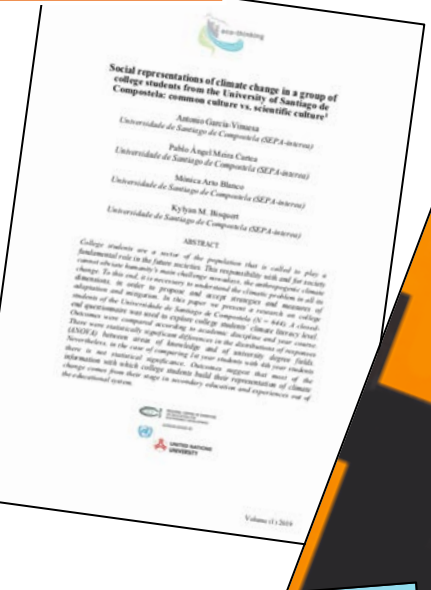 eco-thinking
Social representations of climate change in a group of
college students from the University of Santiago de
Compostela: common culture vs. scientific culture¹
Antonio García-Vinuesa
Universidade de Santiago de Compostela (SEPA-interea)
Pablo Ángel Meira Cartea
Universidade de Santiago de Compostela (SEPA-interea)
Mónica Arto Blanco
Universidade de Santiago de Compostela (SEPA-interea)
Kylyan M. Bisquert
Universidade de Santiago de Compostela (SEPA-interea)
ABSTRACT
College students are a sector of the population that is called to play a
fundamental role in the future societies. This responsibility with and for society
cannot obviate humanity's main challenge nowadays, the anthropogenic climate
change. To this end, it is necessary to understand the climatic problem in all its
dimensions, in order to propose and accept strategies and measures of
adaptation and mitigation. In this paper we present a research on college
students of the Universidade de Santiago de Compostela (N = 644). A closed-
end questionnaire was used to explore college students' climate literacy level.
Outcomes were compared according to academic discipline and year course.
There were statistically significant differences in the distributions of responses
(ANOVA) between areas of knowledge and of university degree fields.
Nevertheless, in the case of comparing 1st year students with 4th year students
there is not statistical significance. Outcomes suggest that most of the
information with which college students build their representation of climate
change comes from their stage in secondary education and experiences out of
the educational system.
UNITED NATIONS
UNIVERSITY
Volume (1) 2019